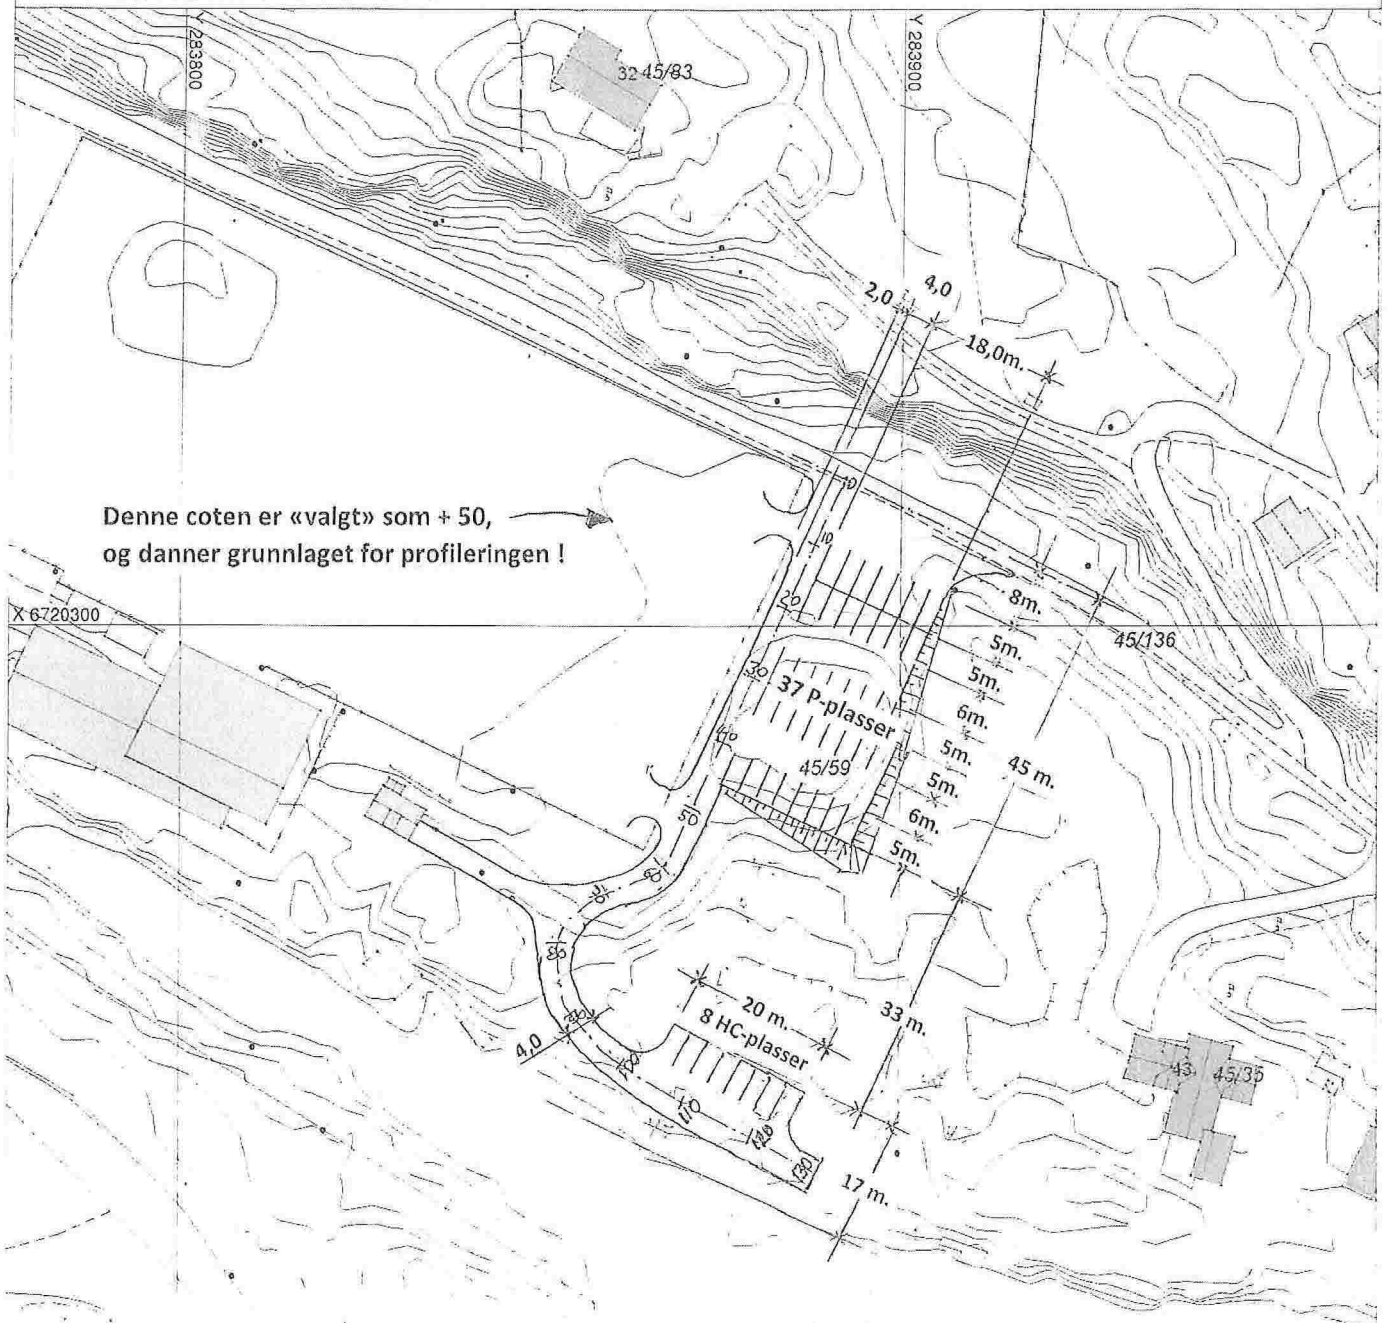 Y 283800
Y 283900
32 45/83
2,0
4,0
18,0m.
10
Denne coten er «valgt» som + 50,
og danner grunnlaget for profileringen !
10
20
X 6720300
8m.
45/136
5m.
5m.
30
37 P-plasser
6m.
40
5m.
45 m.
45/59
5m.
50
6m.
5m.
60
70
80
20 m.
33 m.
8 HC-plasser
90
4,0
100
43 45/35
110
120
130
17 m.